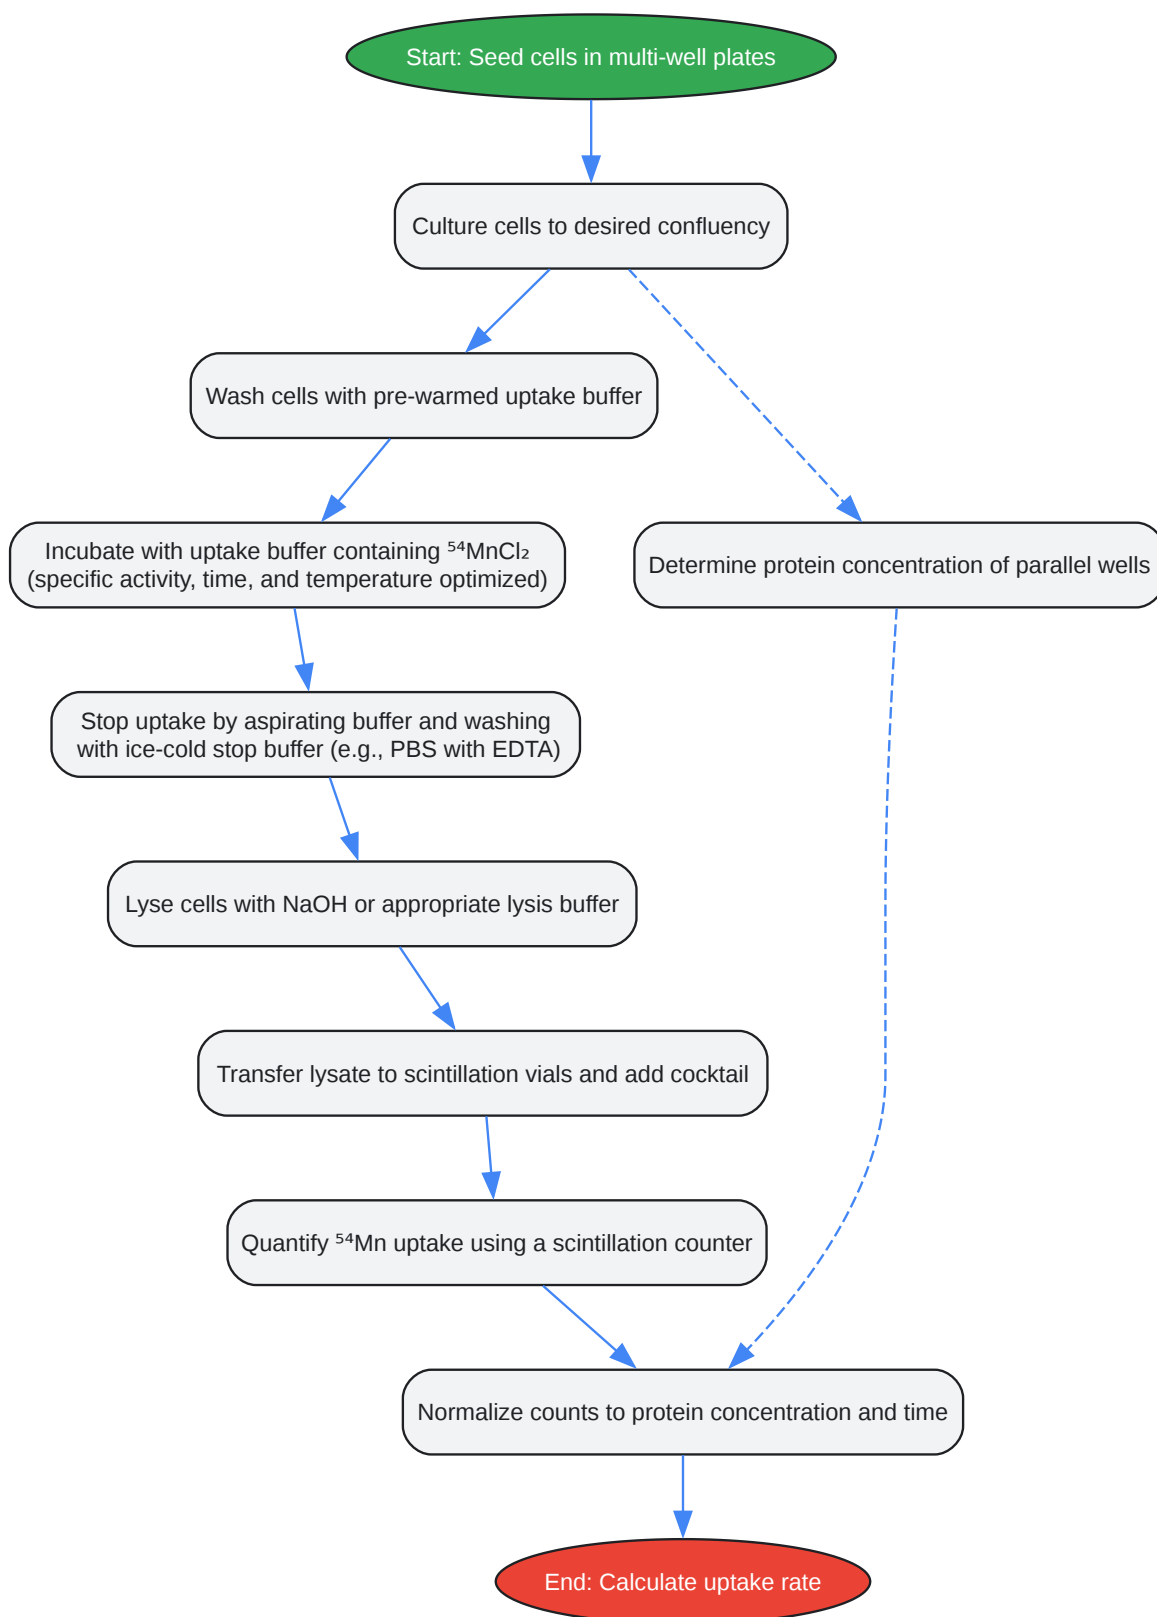 Start: Seed cells in multi-well plates
Culture cells to desired confluency
Wash cells with pre-warmed uptake buffer
Incubate with uptake buffer containing ⁵⁴MnCl₂
(specific activity, time, and temperature optimized)
Determine protein concentration of parallel wells
Stop uptake by aspirating buffer and washing
with ice-cold stop buffer (e.g., PBS with EDTA)
Lyse cells with NaOH or appropriate lysis buffer
Transfer lysate to scintillation vials and add cocktail
Quantify ⁵⁴Mn uptake using a scintillation counter
Normalize counts to protein concentration and time
End: Calculate uptake rate